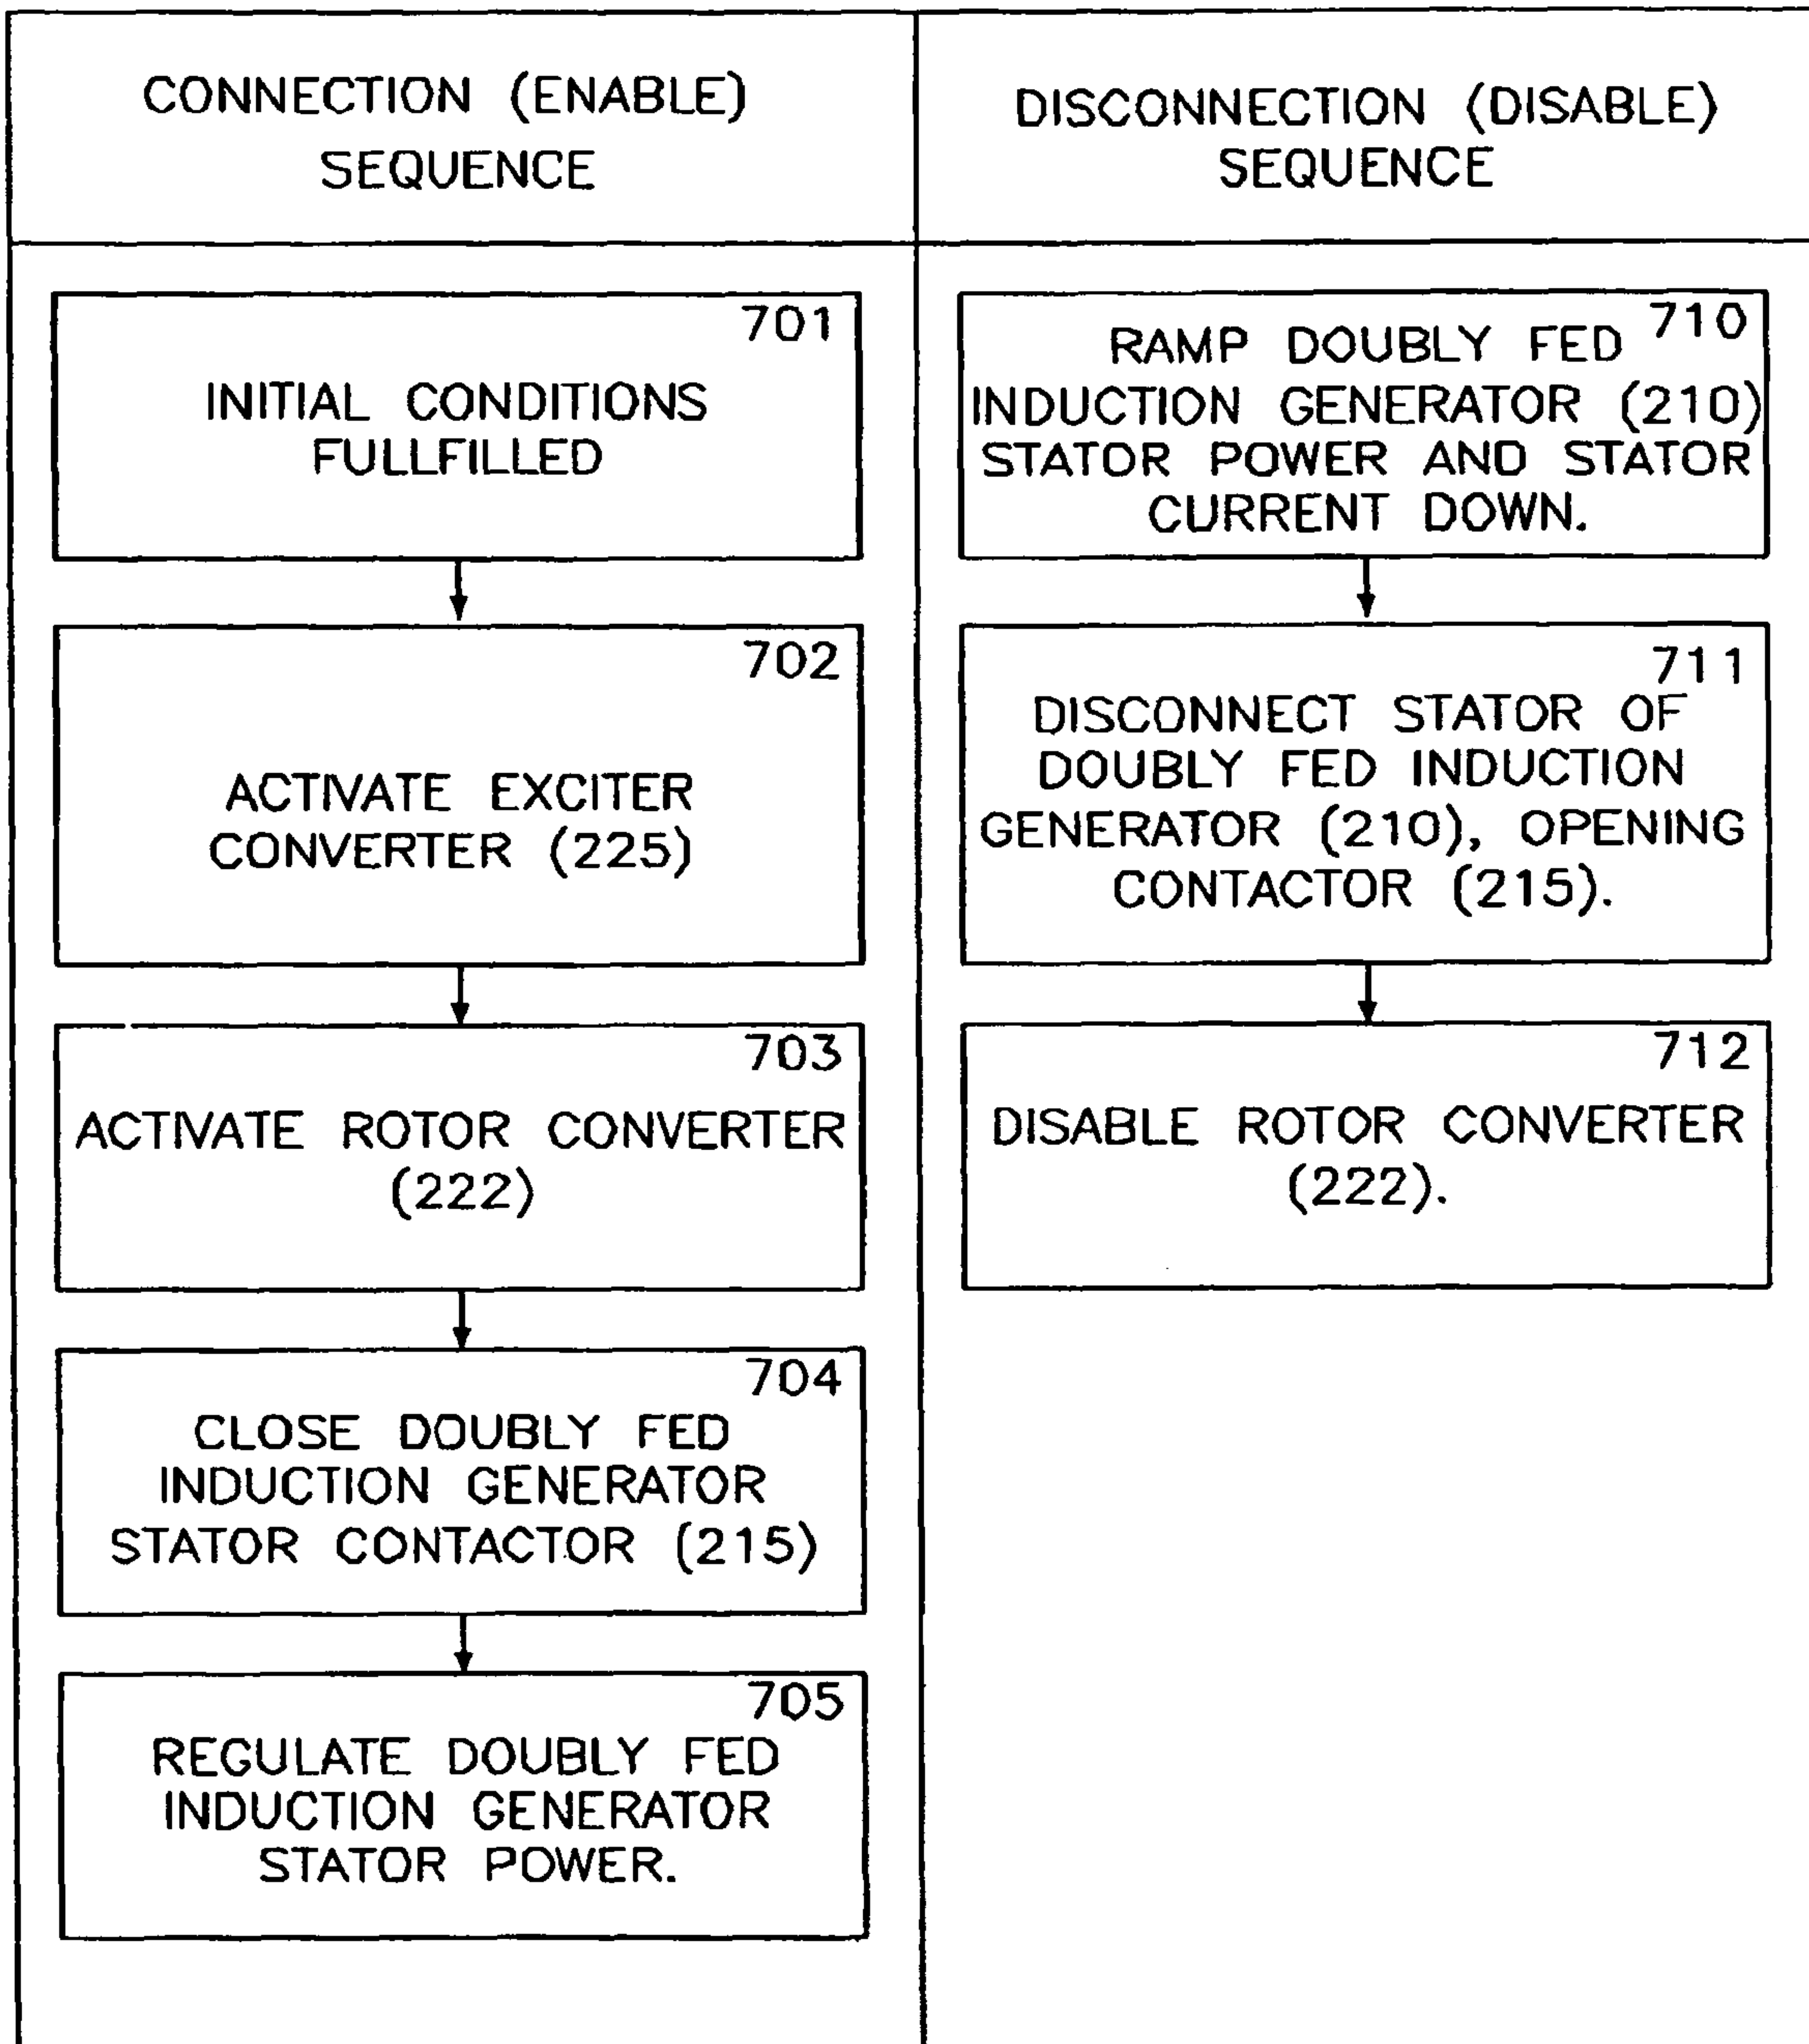 CONNECTION (ENABLE)
SEQUENCE
701
INITIAL CONDITIONS
FULLFILLED
702
ACTIVATE EXCITER
CONVERTER (225)
703
ACTIVATE ROTOR CONVERTER
(222)
704
CLOSE DOUBLY FED
INDUCTION GENERATOR
STATOR CONTACTOR (215)
705
REGULATE DOUBLY FED
INDUCTION GENERATOR
STATOR POWER.
DISCONNECTION (DISABLE)
SEQUENCE
710
RAMP DOUBLY FED
INDUCTION GENERATOR (210)
STATOR POWER AND STATOR
CURRENT DOWN.
711
DISCONNECT STATOR OF
DOUBLY FED INDUCTION
GENERATOR (210), OPENING
CONTACTOR (215).
712
DISABLE ROTOR CONVERTER
(222).